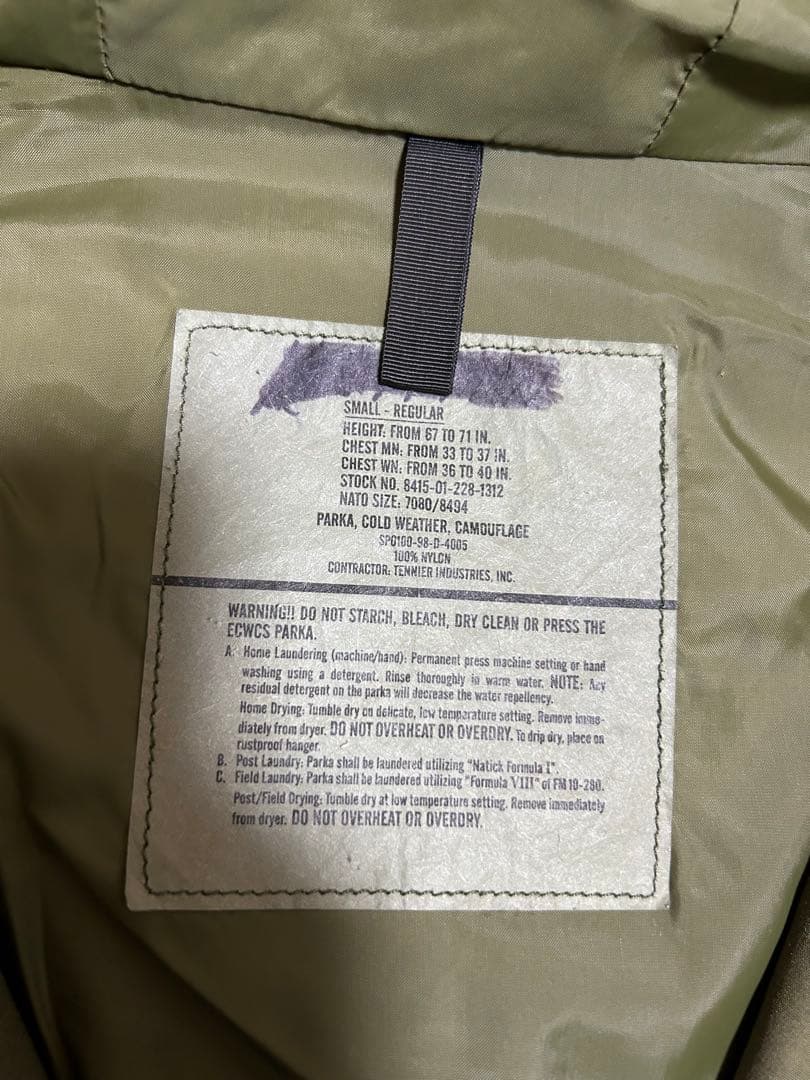 SMALL - REGULAR
HEIGHT: FROM 67 TO 71 IN.
CHEST MN: FROM 33 TO 37 IN.
CHEST WN: FROM 36 TO 40 IN.
STOCK NO. 8415-01-228-1312
NATO SIZE: 7080/8494
PARKA, COLD WEATHER, CAMOUFLAGE
SPO100-98-D-4005
100% NYLON
CONTRACTOR: TENNIER INDUSTRIES, INC.
WARNING!! DO NOT STARCH, BLEACH, DRY CLEAN OR PRESS THE
ECWCS PARKA.
A. Home Laundering (machine/hand): Permanent press machine setting or hand
washing using a detergent. Rinse thoroughly in warm water. NOTE: Any
residual detergent on the parka will decrease the water repellency.
Home Drying: Tumble dry on delicate, low temperature setting. Remove imme-
diately from dryer. DO NOT OVERHEAT OR OVERDRY. To drip dry, place on
rustproof hanger.
B. Post Laundry: Parka shall be laundered utilizing "Natick Formula I".
C. Field Laundry: Parka shall be laundered utilizing "Formula VIII" of FM 10-280.
Post/Field Drying: Tumble dry at low temperature setting. Remove immediately
from dryer. DO NOT OVERHEAT OR OVERDRY.